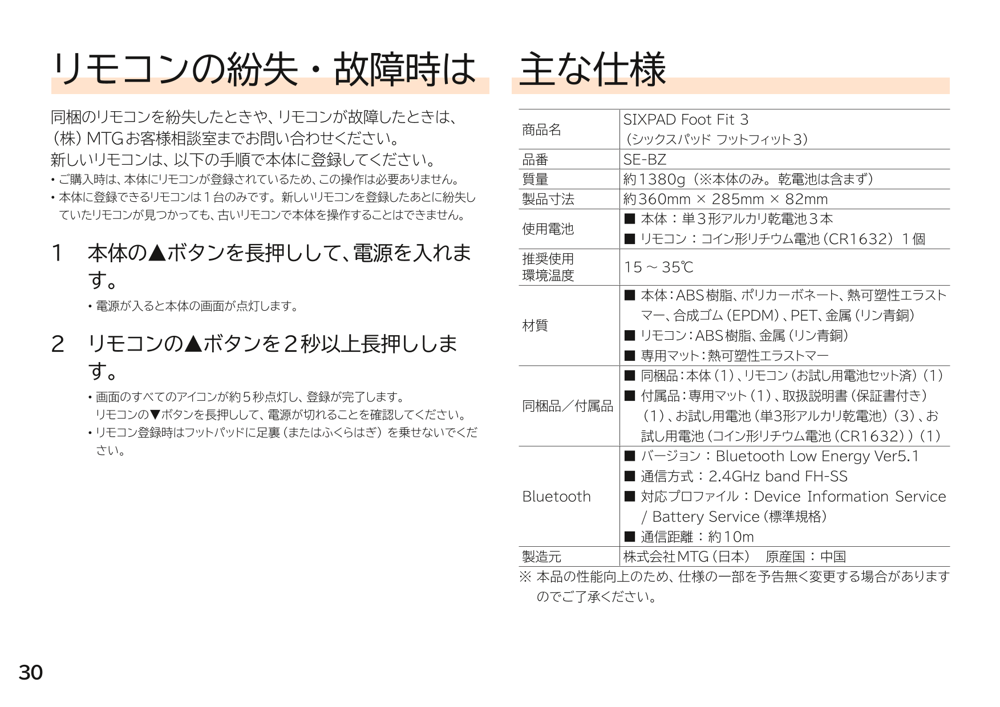 リモコンの紛失・故障時は
同梱のリモコンを紛失したときや、リモコンが故障したときは、
（株）MTGお客様相談室までお問い合わせください。
新しいリモコンは、以下の手順で本体に登録してください。
・ご購入時は、本体にリモコンが登録されているため、この操作は必要ありません。
・本体に登録できるリモコンは1台のみです。新しいリモコンを登録したあとに紛失し
ていたリモコンが見つかっても、古いリモコンで本体を操作することはできません。
1 本体の▲ボタンを長押しして、電源を入れま
す。
・電源が入ると本体の画面が点灯します。
2 リモコンの▲ボタンを2秒以上長押ししま
す。
・画面のすべてのアイコンが約5秒点灯し、登録が完了します。
リモコンの▼ボタンを長押しして、電源が切れることを確認してください。
・リモコン登録時はフットパッドに足裏（またはふくらはぎ）を乗せないでくだ
さい。
主な仕様
商品名
SIXPAD Foot Fit 3
（シックスパッド フットフィット3）
品番 SE-BZ
質量 約1380g（※本体のみ。乾電池は含まず）
製品寸法 約360mm × 285mm × 82mm
使用電池
■ 本体：単3形アルカリ乾電池3本
■ リモコン：コイン形リチウム電池（CR1632）1個
推奨使用
環境温度
15 ～ 35℃
材質
■ 本体：ABS樹脂、ポリカーボネート、熱可塑性エラスト
マー、合成ゴム（EPDM）、PET、金属（リン青銅）
■ リモコン：ABS樹脂、金属（リン青銅）
■ 専用マット：熱可塑性エラストマー
同梱品／付属品
■ 同梱品：本体（1）、リモコン（お試し用電池セット済）（1）
■ 付属品：専用マット（1）、取扱説明書（保証書付き）
（1）、お試し用電池（単3形アルカリ乾電池）（3）、お
試し用電池（コイン形リチウム電池（CR1632））（1）
Bluetooth
■ バージョン：Bluetooth Low Energy Ver5.1
■ 通信方式：2.4GHz band FH-SS
■ 対応プロファイル：Device Information Service
/ Battery Service（標準規格）
■ 通信距離：約10m
製造元 株式会社MTG（日本） 原産国：中国
※ 本品の性能向上のため、仕様の一部を予告無く変更する場合があります
のでご了承ください。
30